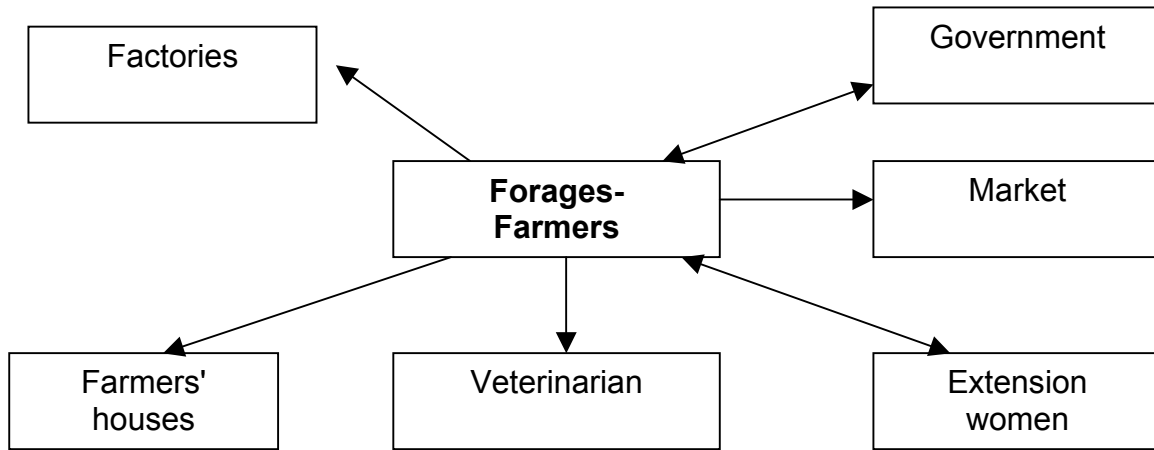 Factories
Government
Forages-
Farmers
Market
Farmers'
houses
Veterinarian
Extension
women